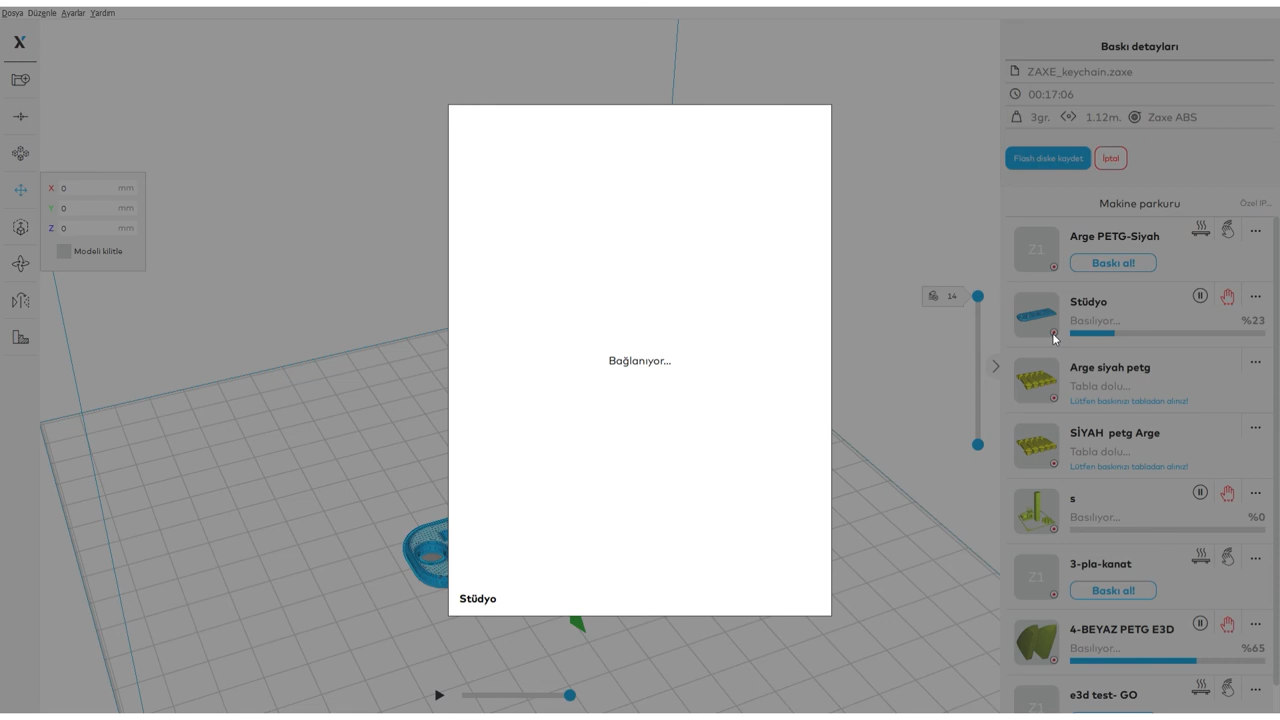 Dosya Düzenle Ayarlar Yardım
X 0 mm
Y 0 mm
Z 0 mm
Modeli kilitle
Bağlanıyor...
Stüdyo
14
Baskı detayları
ZAXE_keychain.zaxe
00:17:06
3gr. 1.12m. Zaxe ABS
Flash diske kaydet İptal
Makine parkuru Özel IP...
Z1
Arge PETG-Siyah
Baskı al!
Stüdyo
Basılıyor... %23
Arge siyah petg
Tabla dolu...
Lütfen baskınızı tabladan alınız!
SİYAH petg Arge
Tabla dolu...
Lütfen baskınızı tabladan alınız!
s
Basılıyor... %0
Z1
3-pla-kanat
Baskı al!
4-BEYAZ PETG E3D
Basılıyor... %65
e3d test- GO
Z1